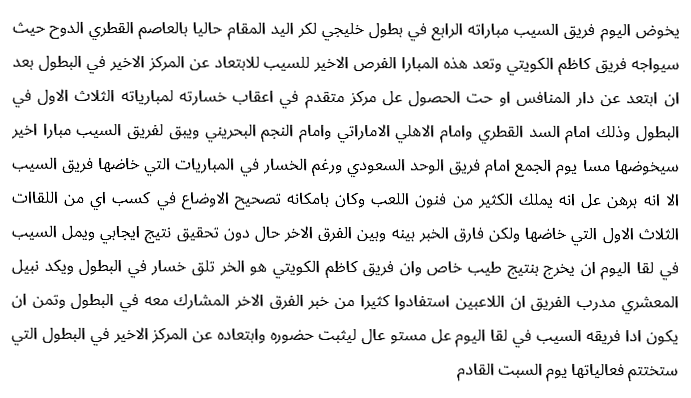 يخوض اليوم فريق السيب مباراته الرابع في بطول خليجي لكر اليد المقام حاليا بالعاصم القطري الدوح حيث
سيواجه فريق كاظم الكويتي وتعد هذه المبارا الفرص الاخير للسيب للابتعاد عن المركز الاخير في البطول بعد
ان ابتعد عن دار المنافس او حت الحصول عل مركز متقدم في اعقاب خسارته لمبارياته الثلاث الاول في
البطول وذلك امام السد القطري وامام الاهلي الاماراتي وامام النجم البحريني ويبق لفريق السيب مبارا اخير
سيخوضها مسا يوم الجمع امام فريق الوحد السعودي ورغم الخسار في المباريات التي خاضها فريق السيب
الا انه برهن عل انه يملك الكثير من فنون اللعب وكان بامكانه تصحيح الاوضاع في كسب اي من اللقاات
الثلاث الاول التي خاضها ولكن فارق الخبر بينه وبين الفرق الاخر حال دون تحقيق نتيج ايجابي ويمل السيب
في لقا اليوم ان يخرج بنتيج طيب خاص وان فريق كاظم الكويتي هو الخر تلق خسار في البطول ويكد نبيل
المعشري مدرب الفريق ان اللاعبين استفادوا كثيرا من خبر الفرق الاخر المشارك معه في البطول وتمن ان
يكون ادا فريقه السيب في لقا اليوم عل مستو عال ليثبت حضوره وابتعاده عن المركز الاخير في البطول التي
ستختتم فعالياتها يوم السبت القادم